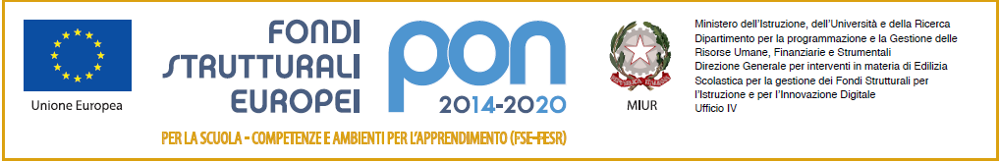 Unione Europea
FONDI
STRUTTURALI
EUROPEI
pon
2014-2020
PER LA SCUOLA - COMPETENZE E AMBIENTI PER L'APPRENDIMENTO (FSE-FESR)
MIUR
Ministero dell'Istruzione, dell'Università e della Ricerca
Dipartimento per la programmazione e la Gestione delle
Risorse Umane, Finanziarie e Strumentali
Direzione Generale per interventi in materia di Edilizia
Scolastica per la gestione dei Fondi Strutturali per
l'Istruzione e per l'Innovazione Digitale
Ufficio IV